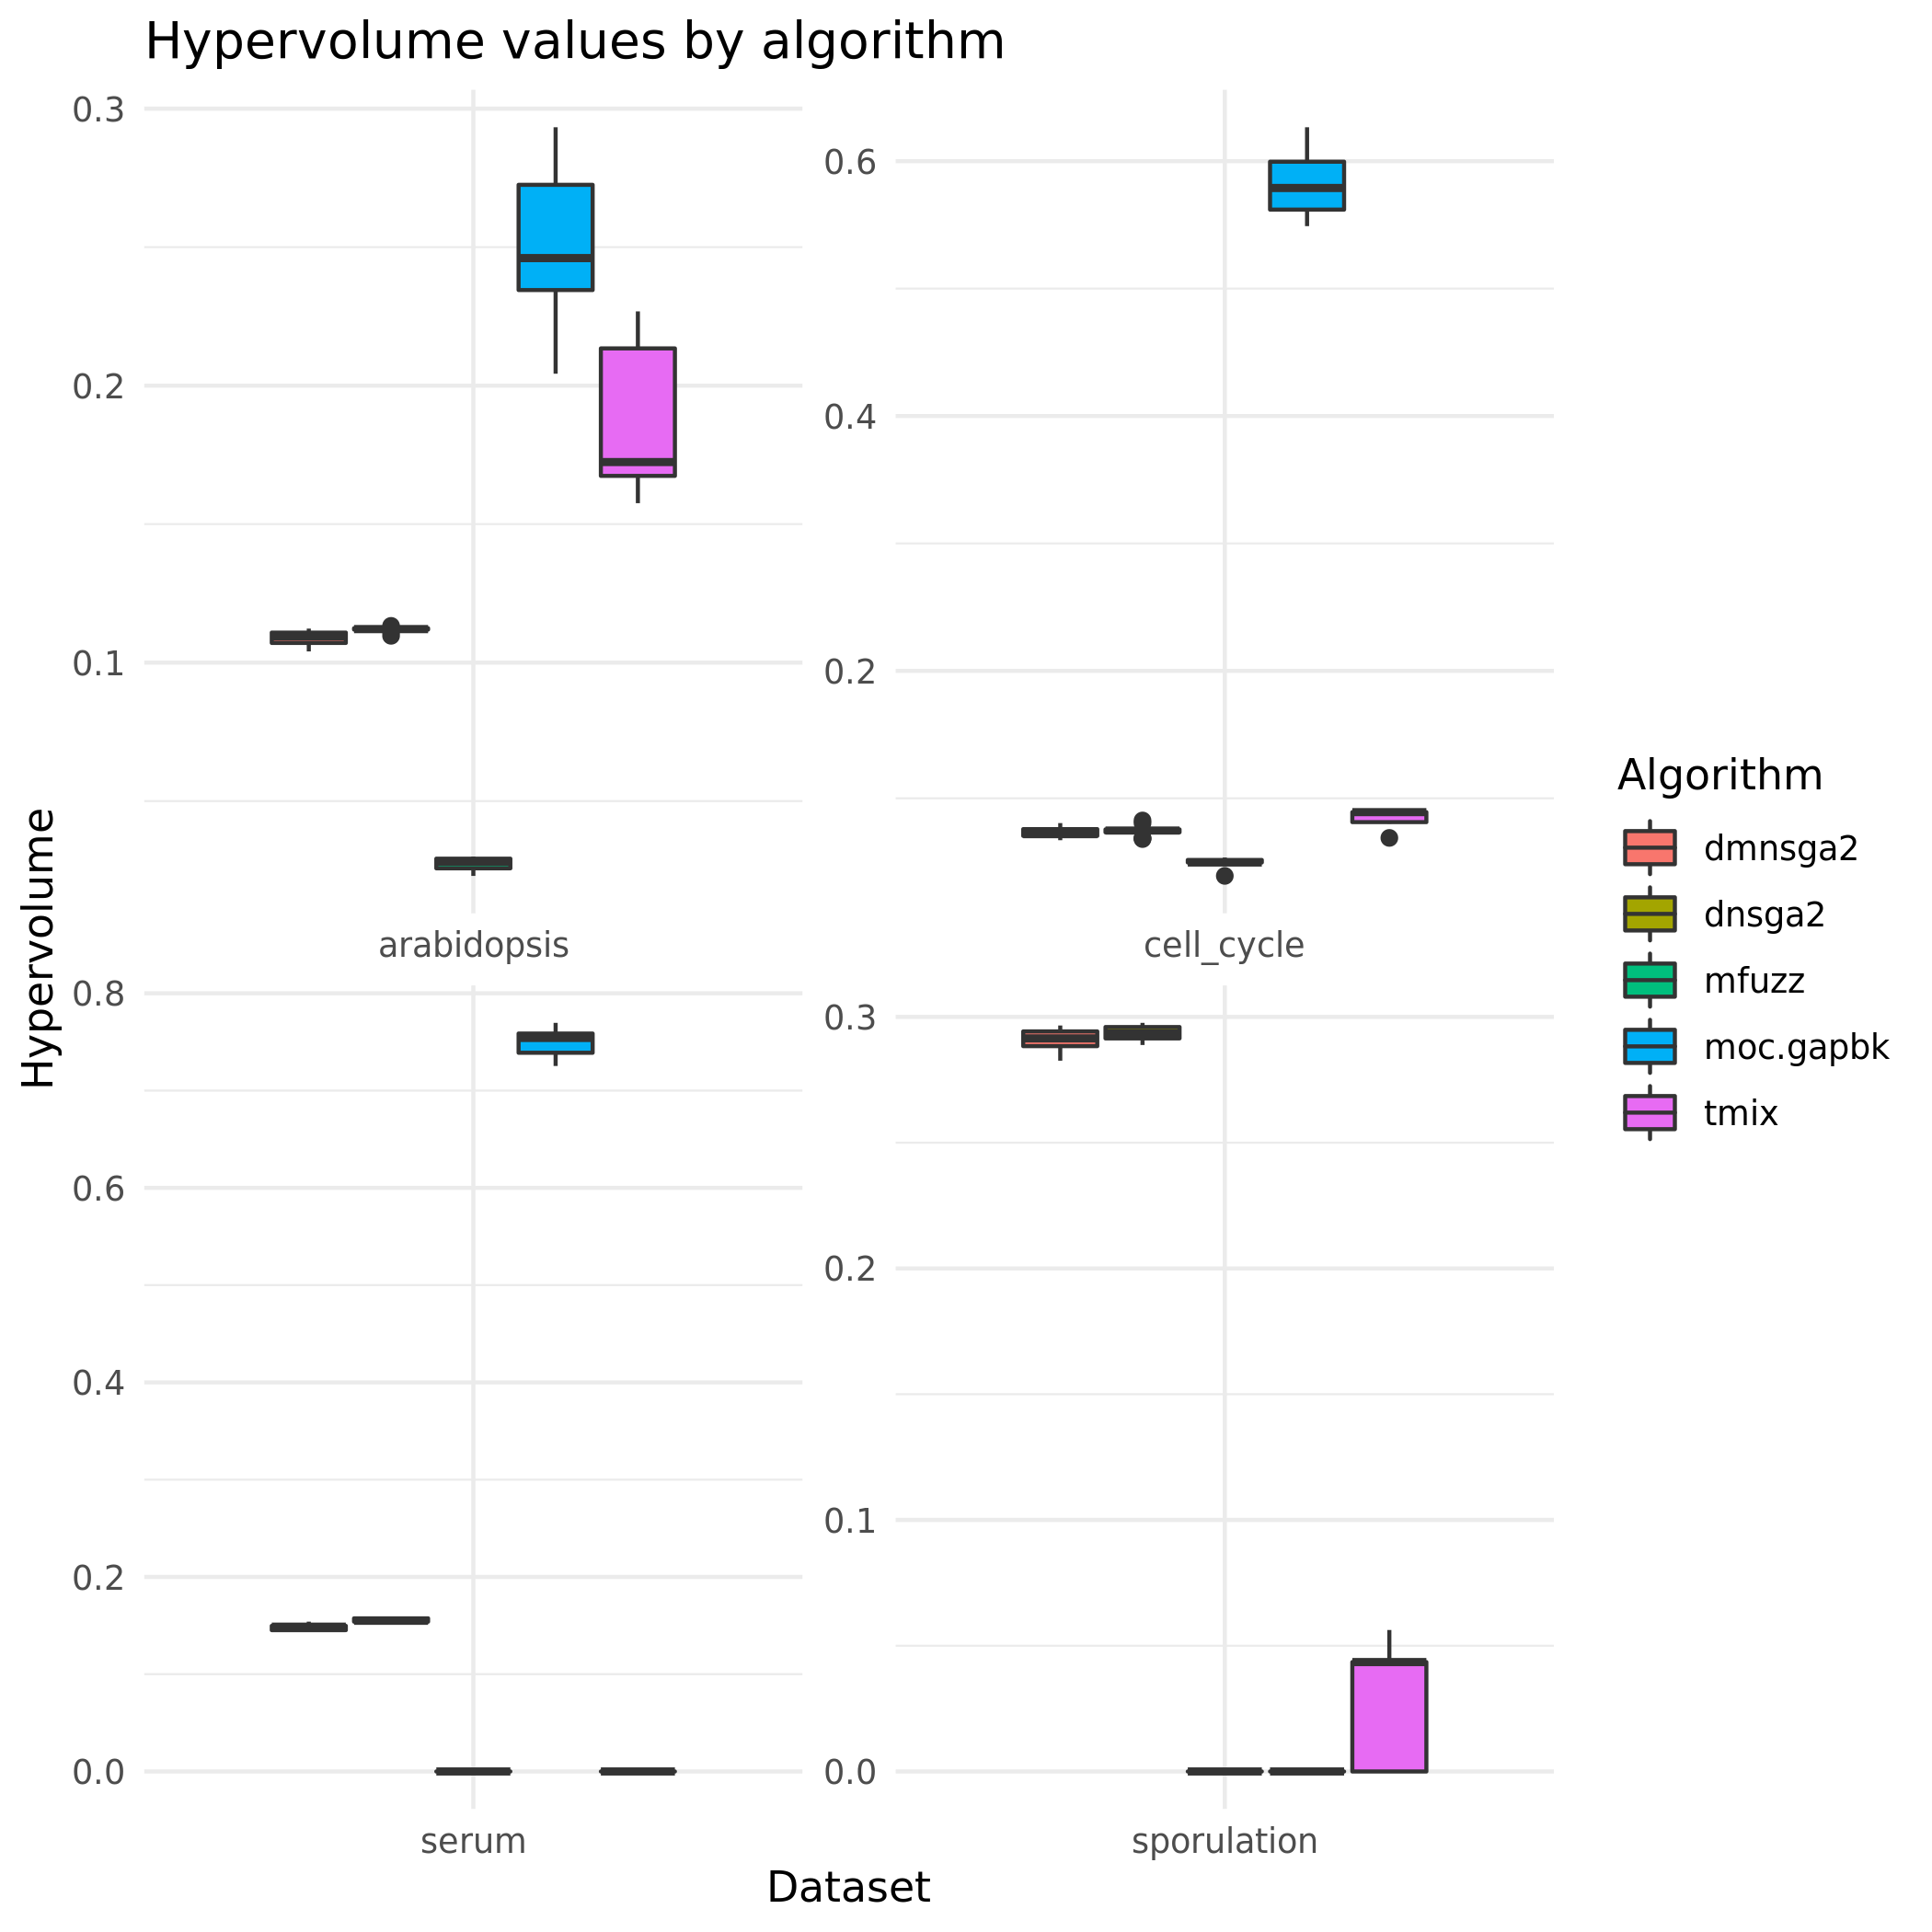 Hypervolume values by algorithm
Hypervolume
0.3
0.2
0.1
arabidopsis
0.6
0.4
0.2
cell_cycle
0.8
0.6
0.4
0.2
0.0
serum
0.3
0.2
0.1
0.0
sporulation
Dataset
Algorithm
dmnsga2
dnsga2
mfuzz
moc.gapbk
tmix